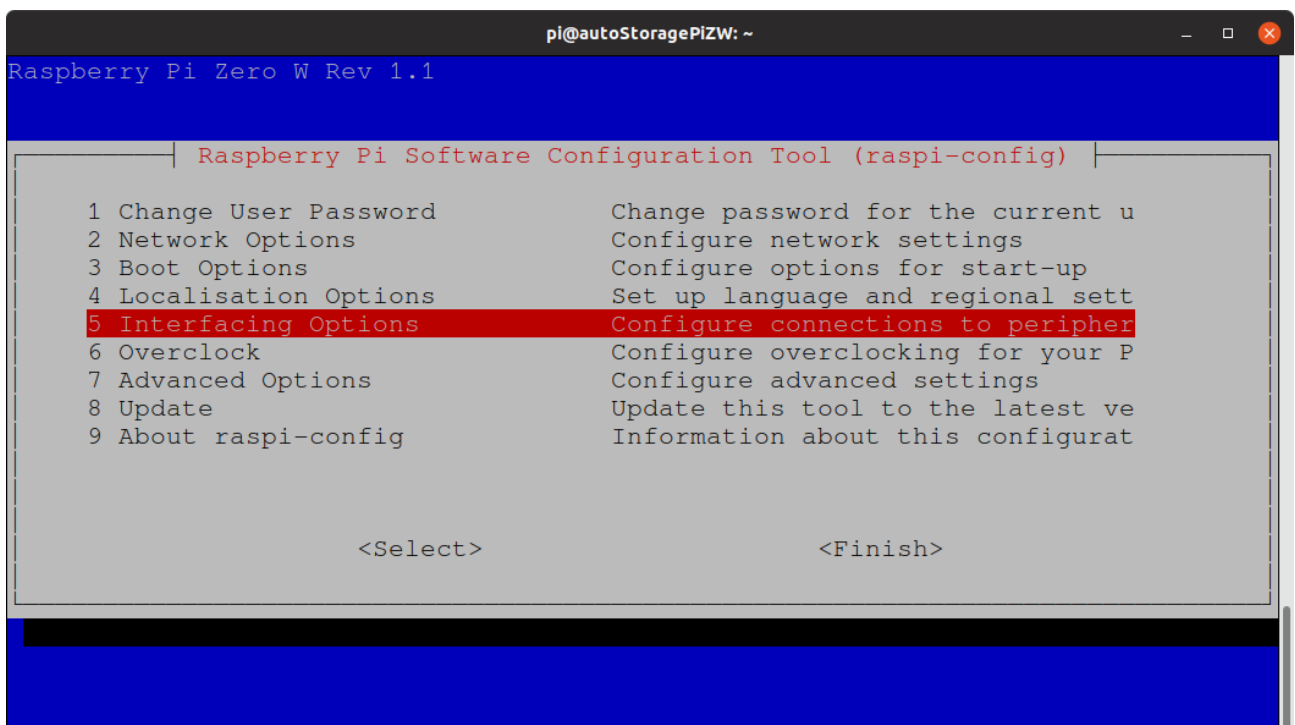 pi@autoStoragePiZW: ~
Raspberry Pi Zero W Rev 1.1
Raspberry Pi Software Configuration Tool (raspi-config)
1 Change User Password Change password for the current u
2 Network Options Configure network settings
3 Boot Options Configure options for start-up
4 Localisation Options Set up language and regional sett
5 Interfacing Options Configure connections to peripher
6 Overclock Configure overclocking for your P
7 Advanced Options Configure advanced settings
8 Update Update this tool to the latest ve
9 About raspi-config Information about this configurat
<Select> <Finish>